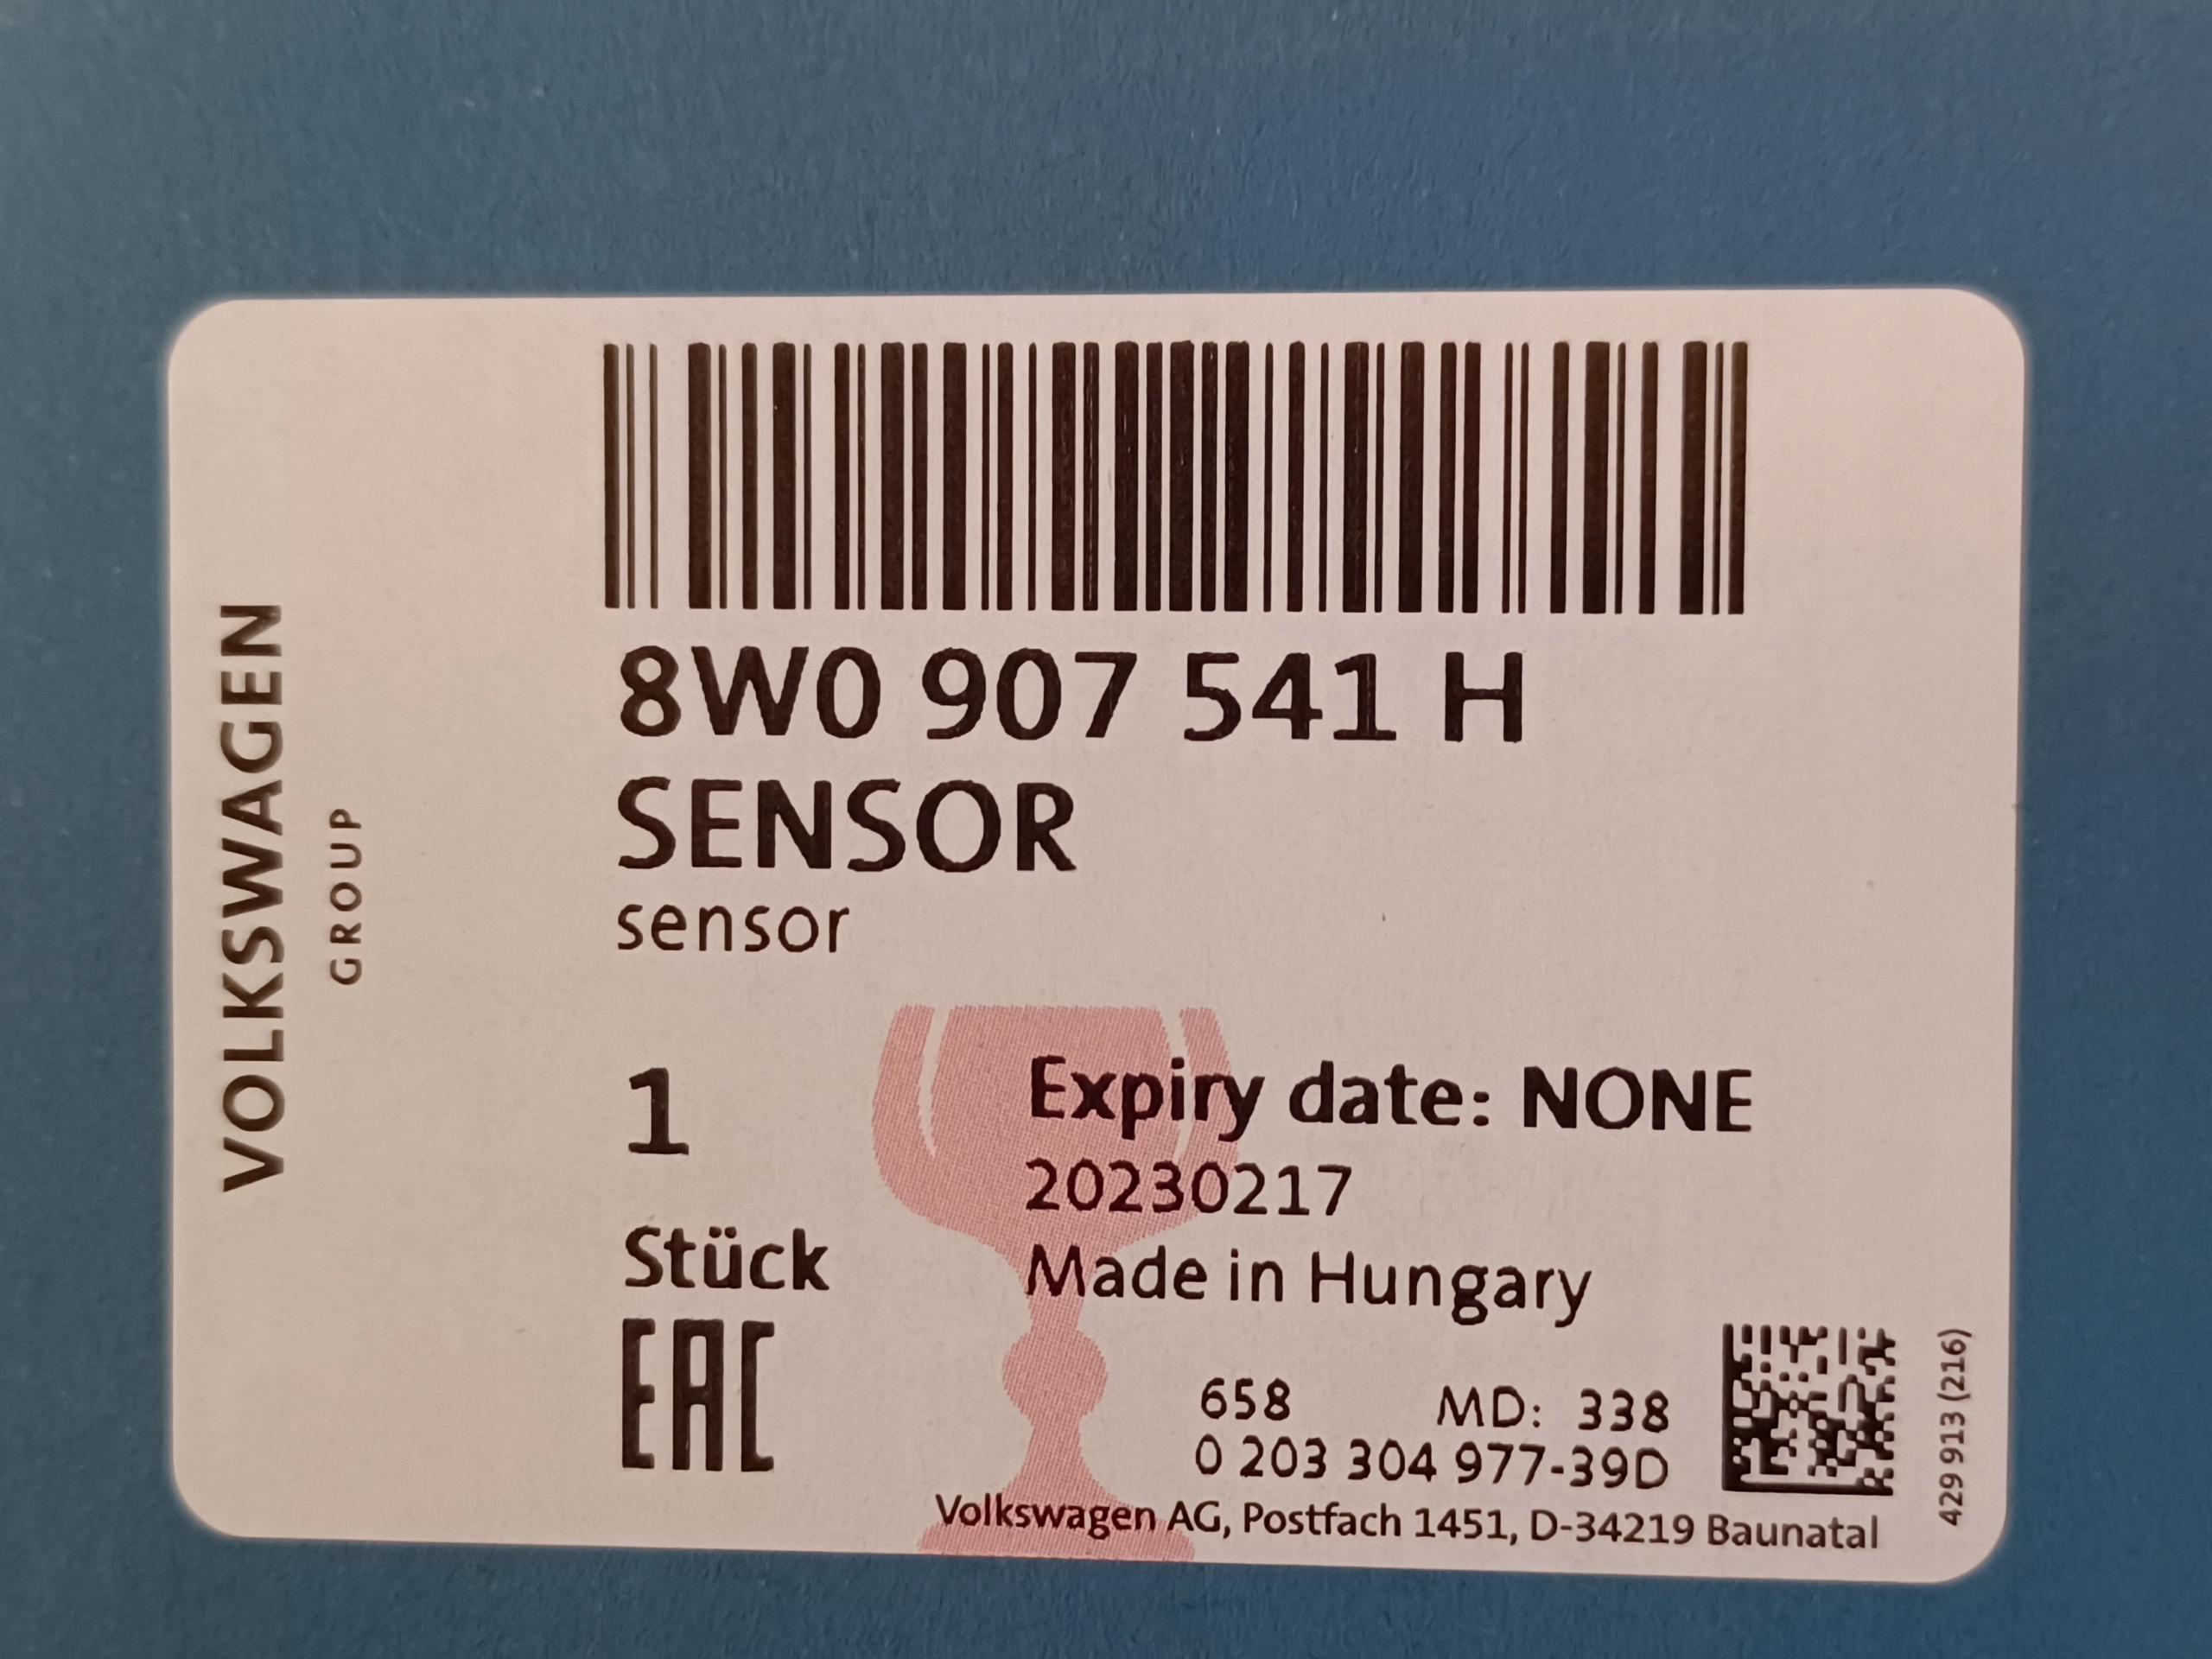 VOLKSWAGEN
GROUP
8W0 907 541 H
SENSOR
sensor
1
Stück
EAC
Expiry date: NONE
20230217
Made in Hungary
658 MD: 338
0 203 304 977-39D
Volkswagen AG, Postfach 1451, D-34219 Baunatal
429 913 (216)